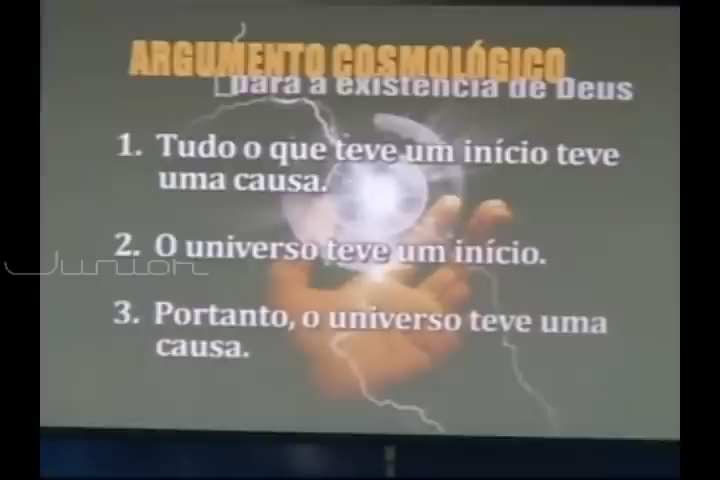 ARGUMENTO COSMOLÓGICO
para a existência de Deus
1. Tudo o que teve um início teve
uma causa.
2. O universo teve um início.
Junior
3. Portanto, o universo teve uma
causa.